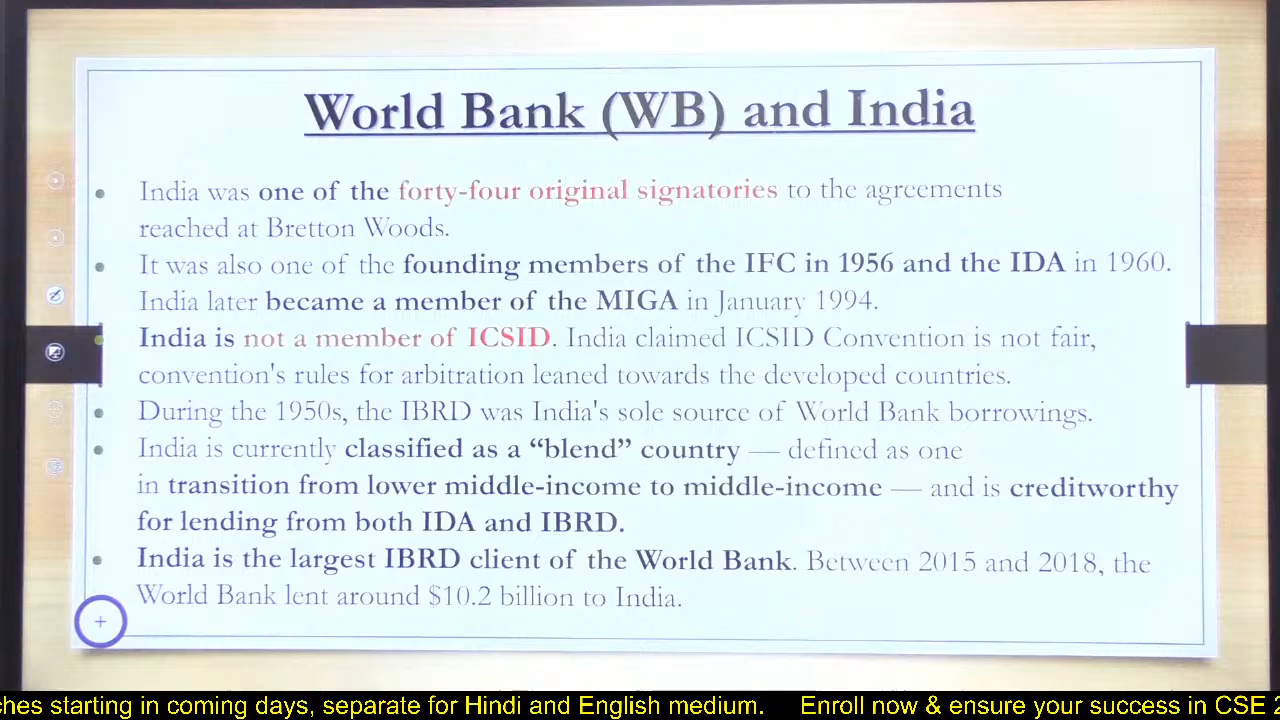 World Bank (WB) and India
• India was one of the forty-four original signatories to the agreements
reached at Bretton Woods.
• It was also one of the founding members of the IFC in 1956 and the IDA in 1960.
India later became a member of the MIGA in January 1994.
• India is not a member of ICSID. India claimed ICSID Convention is not fair,
convention's rules for arbitration leaned towards the developed countries.
• During the 1950s, the IBRD was India's sole source of World Bank borrowings.
• India is currently classified as a “blend” country — defined as one
in transition from lower middle-income to middle-income — and is creditworthy
for lending from both IDA and IBRD.
• India is the largest IBRD client of the World Bank. Between 2015 and 2018, the
World Bank lent around $10.2 billion to India.
+
starting in coming days, separate for Hindi and English medium. Enroll now & ensure your success in CSE